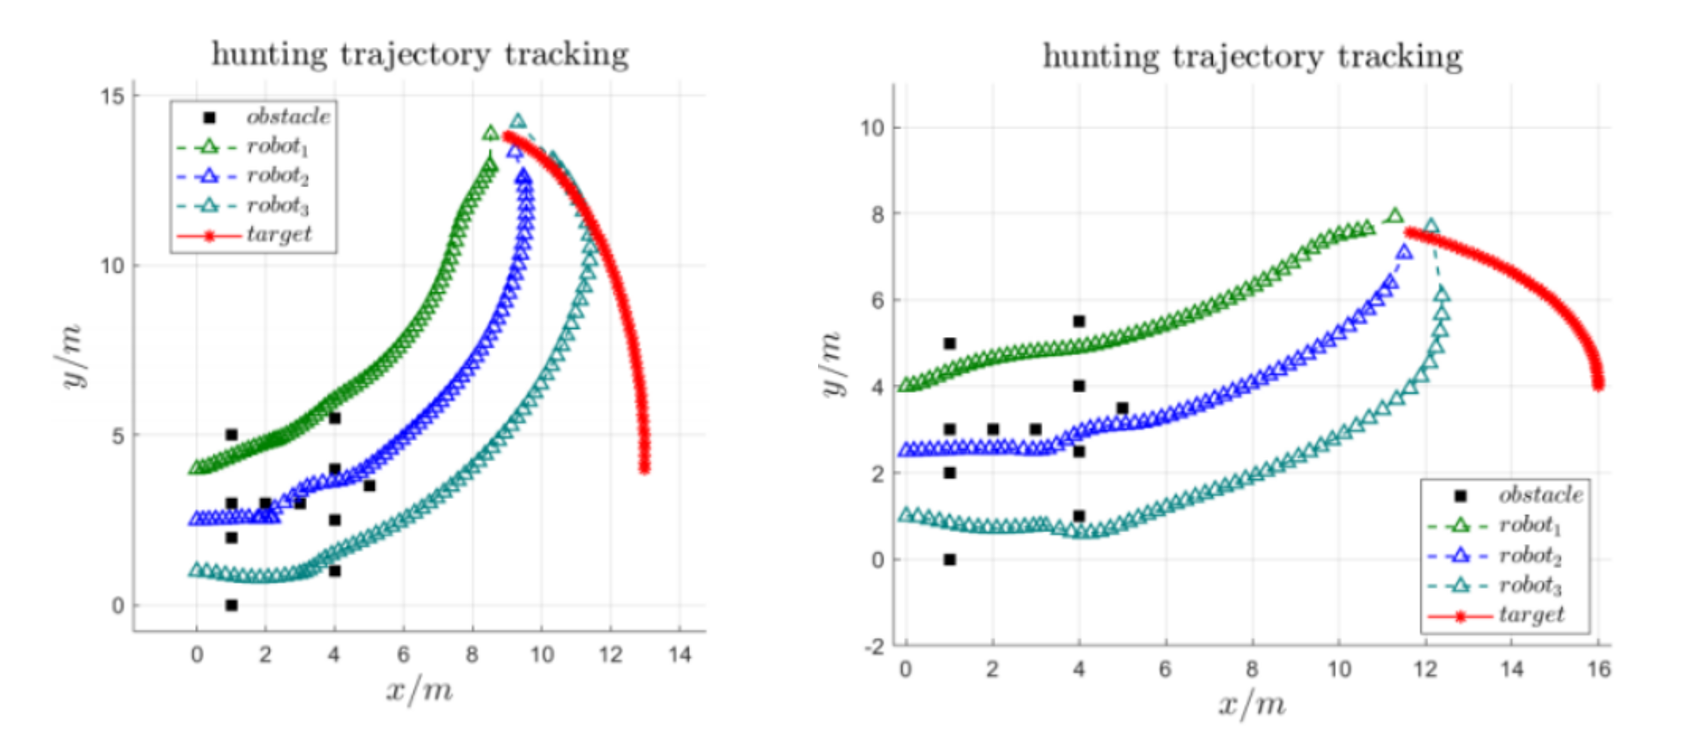 hunting trajectory tracking
15
10
5
0
y/m
obstacle
robot₁
robot₂
robot₃
target
0 2 4 6 8 10 12 14
x/m
hunting trajectory tracking
10
8
6
4
2
0
-2
y/m
obstacle
robot₁
robot₂
robot₃
target
0 2 4 6 8 10 12 14 16
x/m